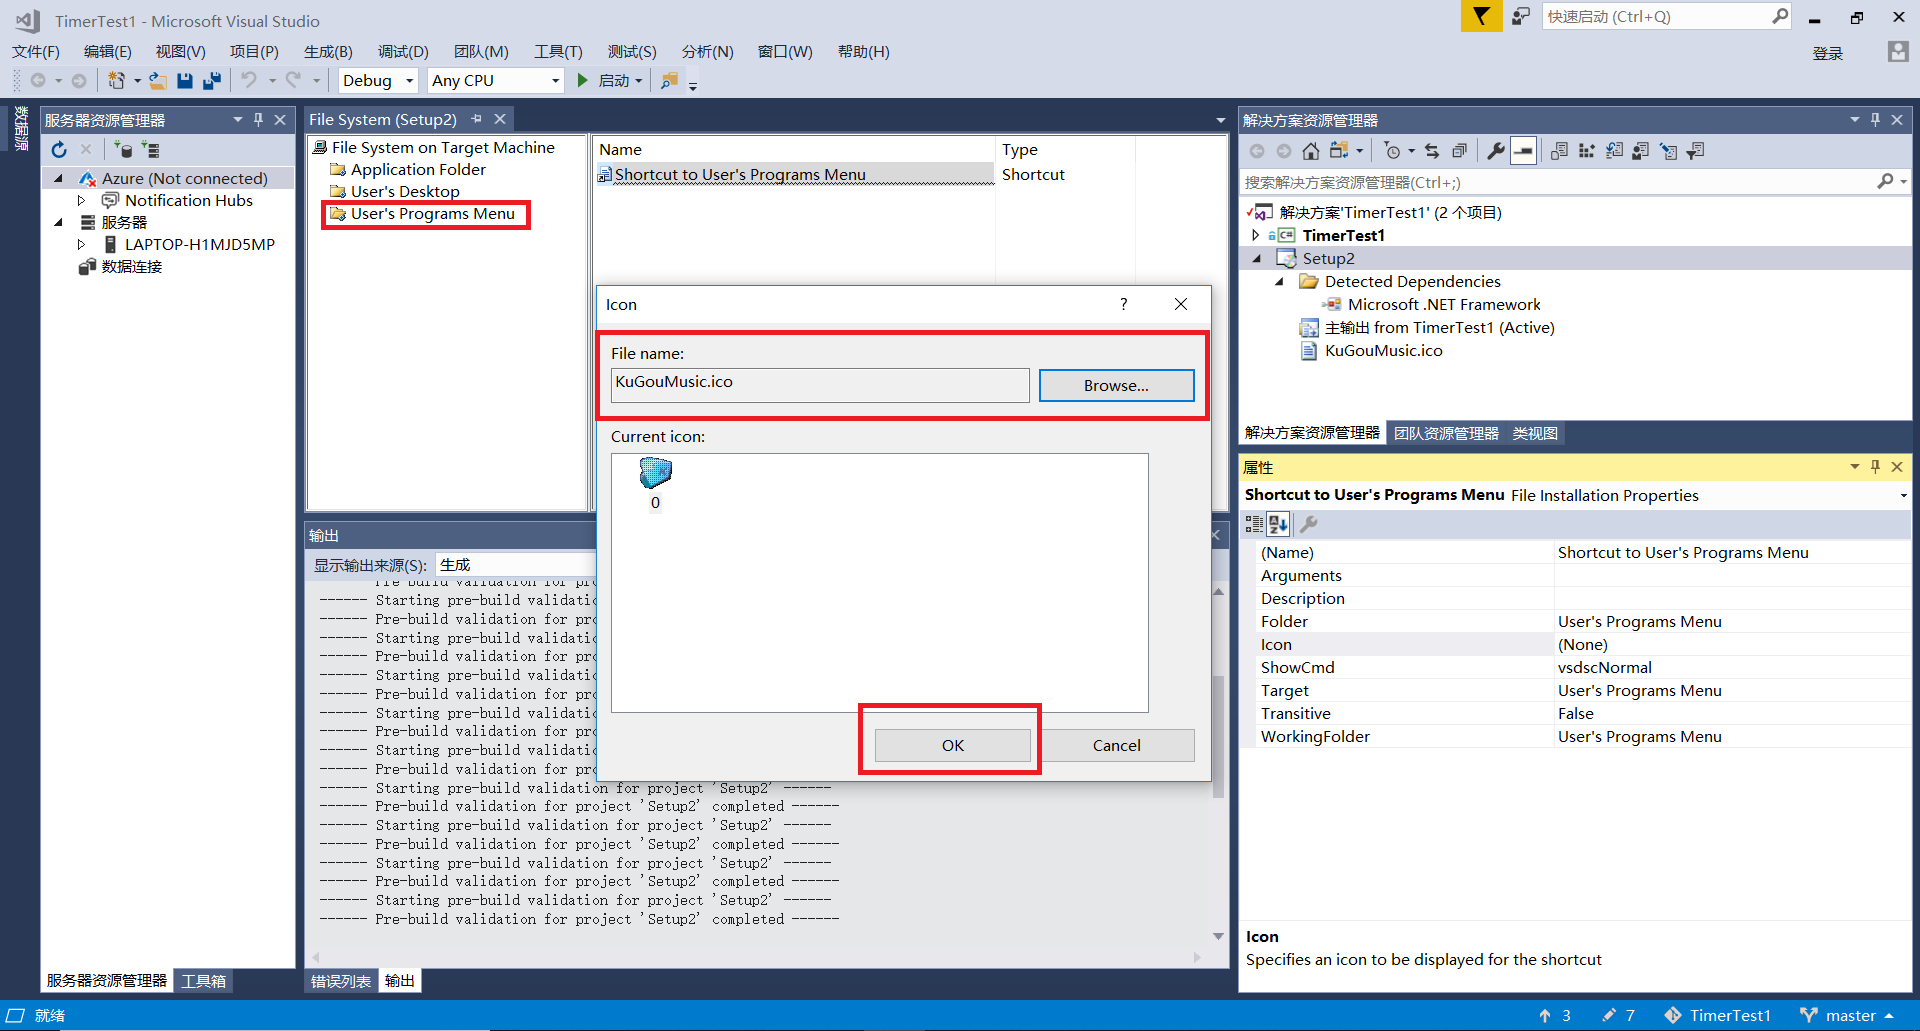 TimerTest1 - Microsoft Visual Studio
快速启动 (Ctrl+Q)
文件(F) 编辑(E) 视图(V) 项目(P) 生成(B) 调试(D) 团队(M) 工具(T) 测试(S) 分析(N) 窗口(W) 帮助(H)
登录
Debug Any CPU 启动
数据源
服务器资源管理器
Azure (Not connected)
Notification Hubs
服务器
LAPTOP-H1MJD5MP
数据连接
服务器资源管理器 工具箱
File System (Setup2)
File System on Target Machine
Application Folder
User's Desktop
User's Programs Menu
Name Type
Shortcut to User's Programs Menu Shortcut
Icon ?
File name:
KuGouMusic.ico Browse...
Current icon:
0
OK Cancel
输出
显示输出来源(S): 生成
------ Starting pre-build validatio
------ Pre-build validation for pro
------ Starting pre-build validatio
------ Pre-build validation for pro
------ Starting pre-build validatio
------ Pre-build validation for pro
------ Starting pre-build validatio
------ Pre-build validation for pro
------ Starting pre-build validatio
------ Pre-build validation for pro
------ Starting pre-build validation for project 'Setup2' ------
------ Pre-build validation for project 'Setup2' completed ------
------ Starting pre-build validation for project 'Setup2' ------
------ Pre-build validation for project 'Setup2' completed ------
------ Starting pre-build validation for project 'Setup2' ------
------ Pre-build validation for project 'Setup2' completed ------
------ Starting pre-build validation for project 'Setup2' ------
------ Pre-build validation for project 'Setup2' completed ------
错误列表 输出
解决方案资源管理器
搜索解决方案资源管理器(Ctrl+;)
解决方案'TimerTest1' (2 个项目)
C# TimerTest1
Setup2
Detected Dependencies
Microsoft .NET Framework
主输出 from TimerTest1 (Active)
KuGouMusic.ico
解决方案资源管理器 团队资源管理器 类视图
属性
Shortcut to User's Programs Menu File Installation Properties
(Name) Shortcut to User's Programs Menu
Arguments
Description
Folder User's Programs Menu
Icon (None)
ShowCmd vsdscNormal
Target User's Programs Menu
Transitive False
WorkingFolder User's Programs Menu
Icon
Specifies an icon to be displayed for the shortcut
就绪 3 7 TimerTest1 master